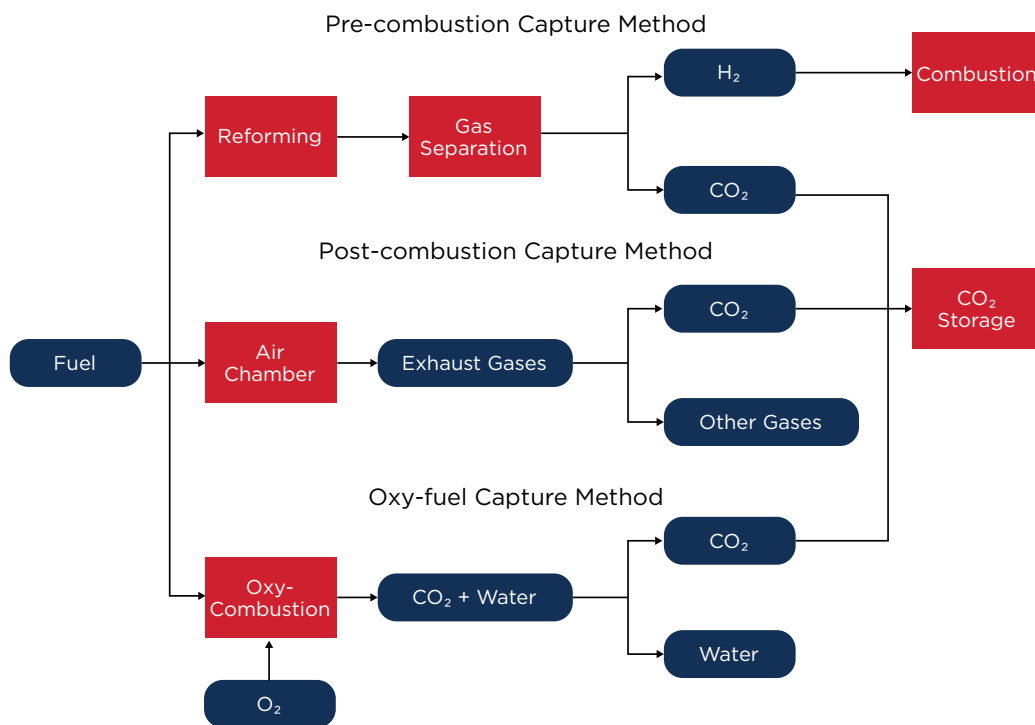 Pre-combustion Capture Method
H₂
Combustion
Reforming
Gas
Separation
CO₂
Post-combustion Capture Method
CO₂
CO₂
Storage
Fuel
Air
Chamber
Exhaust Gases
Other Gases
Oxy-fuel Capture Method
CO₂
Oxy-
Combustion
CO₂ + Water
Water
O₂